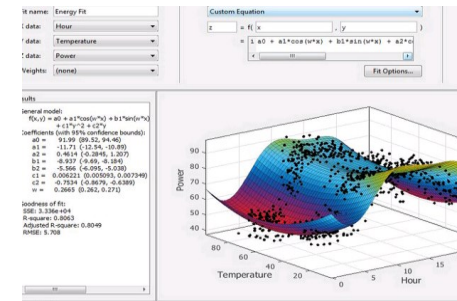 Fit name: Energy Fit
X data: Hour
Y data: Temperature
Z data: Power
Weights: (none)
Custom Equation
z = f( x , y )
= 1 a0 + a1*cos(w*x) + b1*sin(w*x) + a2*c
Fit Options...
Results
General model:
f(x,y) = a0 + a1*cos(w*x) + b1*sin(w*x)
+ c1*y^2 + c2*y
Coefficients (with 95% confidence bounds):
a0 = 91.99 (89.52, 94.46)
a1 = -11.71 (-12.54, -10.89)
a2 = 0.4614 (-0.2845, 1.207)
b1 = -8.937 (-9.69, -8.184)
b2 = -5.566 (-6.095, -5.038)
c1 = 0.006221 (0.005093, 0.007349)
c2 = -0.7534 (-0.8679, -0.6389)
w = 0.2665 (0.262, 0.271)
Goodness of fit:
SSE: 3.336e+04
R-square: 0.8063
Adjusted R-square: 0.8049
RMSE: 5.708
Power
90
80
70
60
50
40
80
60
40
20
Temperature
0
5
10
15
Hour